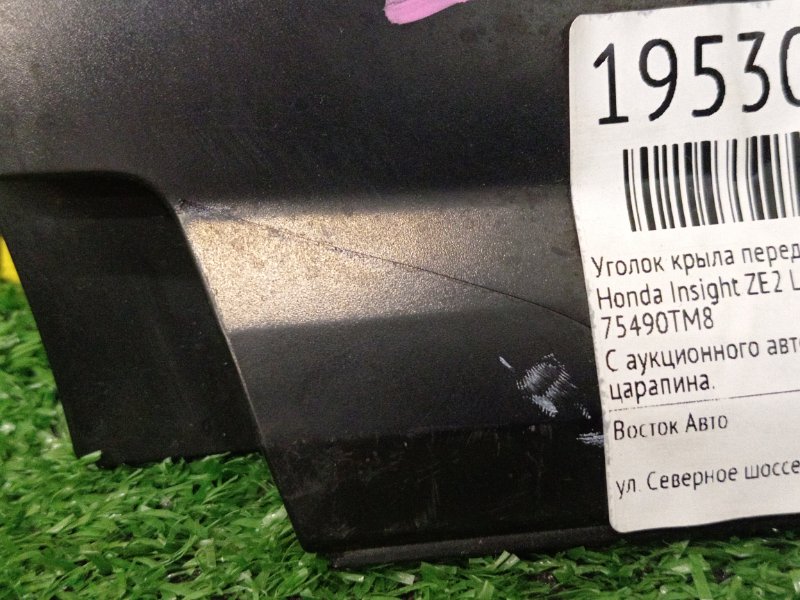 19530
Уголок крыла перед
Honda Insight ZE2 L
75490TM8
С аукционного авто
царапина.
Восток Авто
ул. Северное шоссе